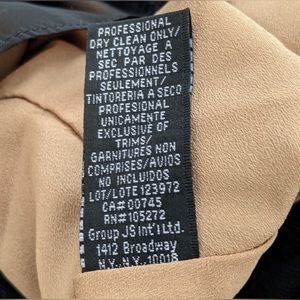 PROFESSIONAL
DRY CLEAN ONLY/
NETTOYAGE A
SEC PAR DES
PROFESSIONNELS
SEULEMENT/
TINTORERIA A SECO
PROFESIONAL
UNICAMENTE
EXCLUSIVE OF
TRIMS/
GARNITURES NON
COMPRISES/AVIOS
NO INCLUIDOS
LOT/LOTE 123972
CA#00745
RN#105272
Group JS Int'l Ltd.
1412 Broadway
N.Y., N.Y. 10018